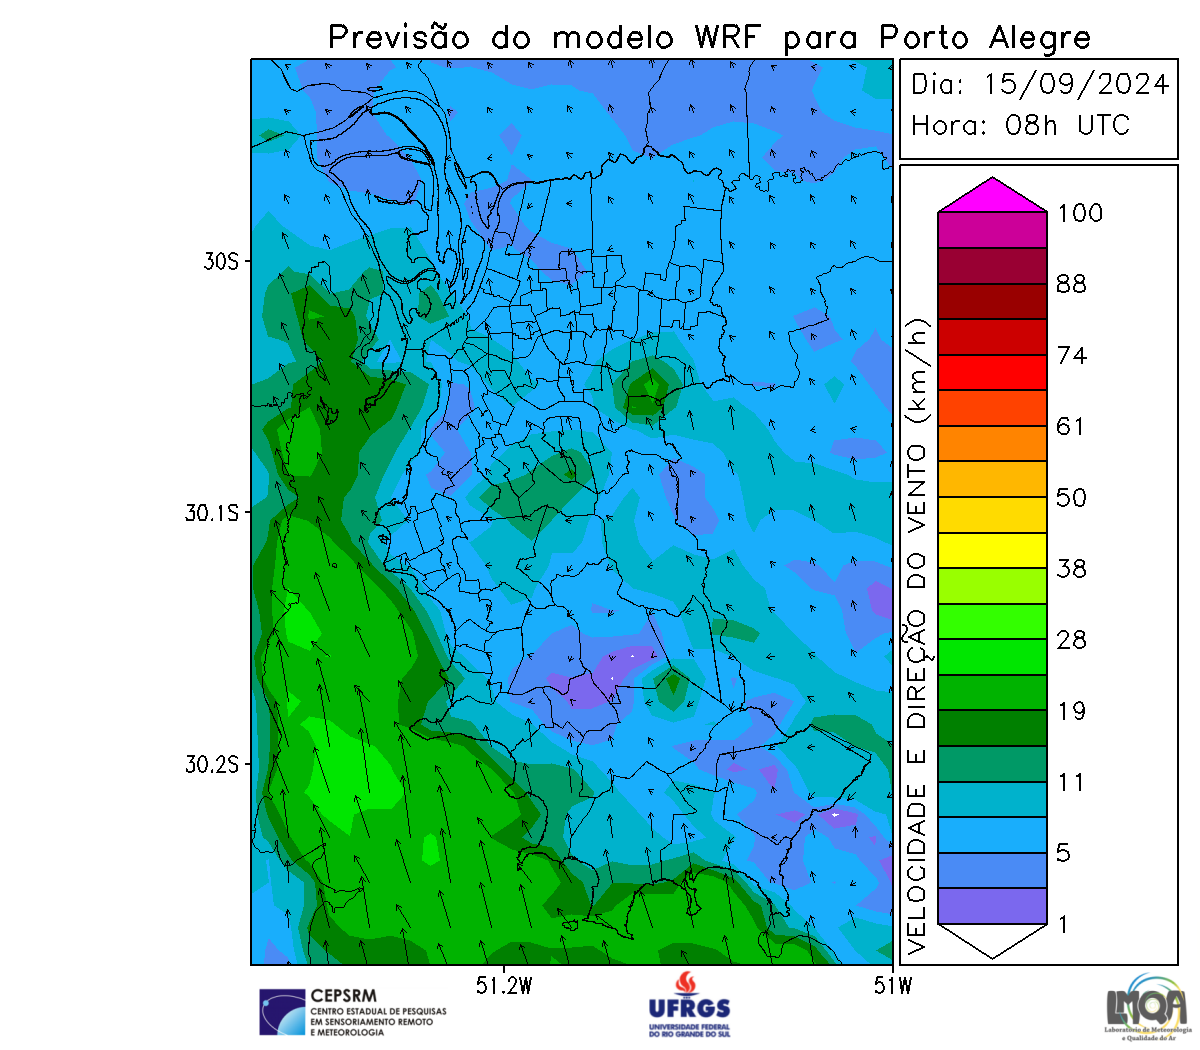 Previsão do modelo WRF para Porto Alegre
Dia: 15/09/2024
Hora: 08h UTC
30S
30.1S
30.2S
51.2W
51W
VELOCIDADE E DIREÇÃO DO VENTO (km/h)
100
88
74
61
50
38
28
19
11
5
1
CEPSRM
CENTRO ESTADUAL DE PESQUISAS
EM SENSORIAMENTO REMOTO
E METEOROLOGIA
UFRGS
UNIVERSIDADE FEDERAL
DO RIO GRANDE DO SUL
LMQA
Laboratório de Meteorologia
e Qualidade do Ar